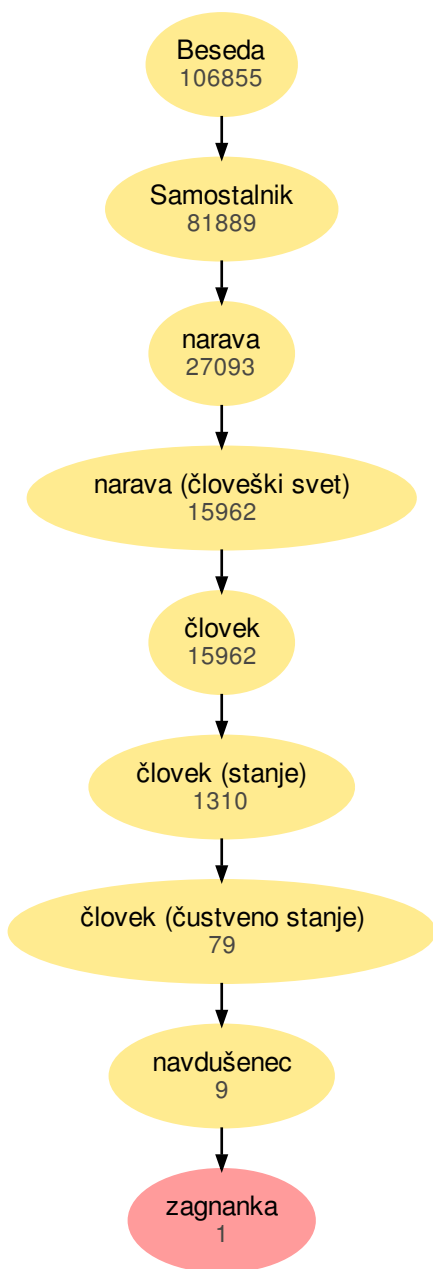 Beseda
106855
Samostalnik
81889
narava
27093
narava (človeški svet)
15962
človek
15962
človek (stanje)
1310
človek (čustveno stanje)
79
navdušenec
9
zagnanka
1